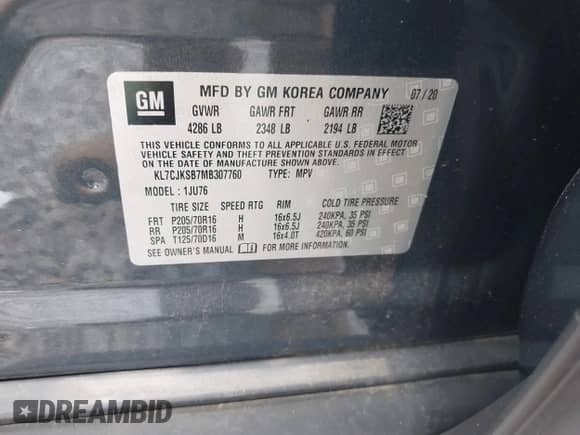 GM
MFD BY GM KOREA COMPANY 07/20
GVWR GAWR FRT GAWR RR
4286 LB 2348 LB 2194 LB
THIS VEHICLE CONFORMS TO ALL APPLICABLE U.S. FEDERAL MOTOR
VEHICLE SAFETY AND THEFT PREVENTION STANDARDS IN EFFECT ON
THE DATE OF MANUFACTURE SHOWN ABOVE.
KL7CJKSB7MB307760 TYPE: MPV
MODEL : 1JU76
TIRE SIZE SPEED RTG RIM COLD TIRE PRESSURE
FRT P205/70R16 H 16x6.5J 240KPA, 35 PSI
RR P205/70R16 H 16x6.5J 240KPA, 35 PSI
SPA T125/70D16 M 16x4.0T 420KPA, 60 PSI
SEE OWNER'S MANUAL FOR MORE INFORMATION.
DREAMBID